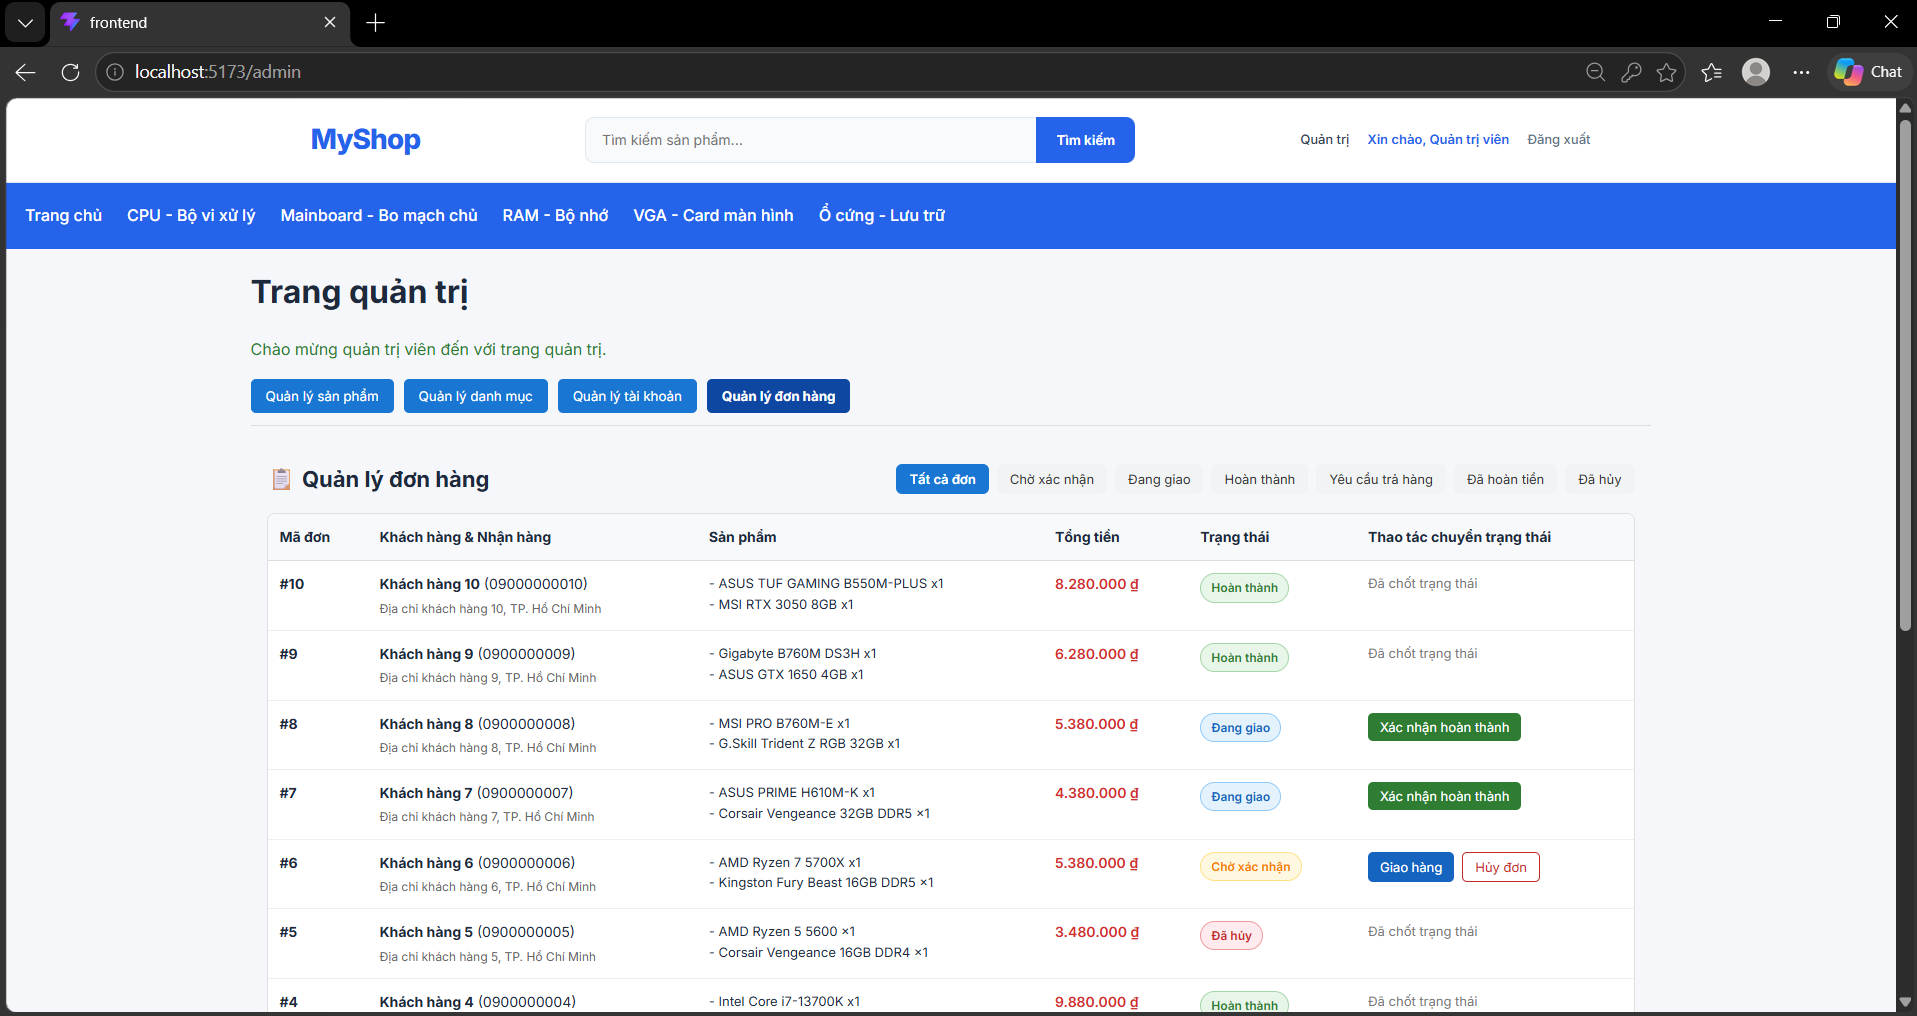 frontend
localhost:5173/admin
Chat
MyShop
Tìm kiếm sản phẩm...
Tìm kiếm
Quản trị
Xin chào, Quản trị viên
Đăng xuất
Trang chủ
CPU - Bộ vi xử lý
Mainboard - Bo mạch chủ
RAM - Bộ nhớ
VGA - Card màn hình
Ổ cứng - Lưu trữ
Trang quản trị
Chào mừng quản trị viên đến với trang quản trị.
Quản lý sản phẩm
Quản lý danh mục
Quản lý tài khoản
Quản lý đơn hàng
Quản lý đơn hàng
Tất cả đơn
Chờ xác nhận
Đang giao
Hoàn thành
Yêu cầu trả hàng
Đã hoàn tiền
Đã hủy
Mã đơn
Khách hàng & Nhận hàng
Sản phẩm
Tổng tiền
Trạng thái
Thao tác chuyển trạng thái
#10
Khách hàng 10 (09000000010)
Địa chỉ khách hàng 10, TP. Hồ Chí Minh
- ASUS TUF GAMING B550M-PLUS x1
- MSI RTX 3050 8GB x1
8.280.000 ₫
Hoàn thành
Đã chốt trạng thái
#9
Khách hàng 9 (0900000009)
Địa chỉ khách hàng 9, TP. Hồ Chí Minh
- Gigabyte B760M DS3H x1
- ASUS GTX 1650 4GB x1
6.280.000 ₫
Hoàn thành
Đã chốt trạng thái
#8
Khách hàng 8 (0900000008)
Địa chỉ khách hàng 8, TP. Hồ Chí Minh
- MSI PRO B760M-E x1
- G.Skill Trident Z RGB 32GB x1
5.380.000 ₫
Đang giao
Xác nhận hoàn thành
#7
Khách hàng 7 (0900000007)
Địa chỉ khách hàng 7, TP. Hồ Chí Minh
- ASUS PRIME H610M-K x1
- Corsair Vengeance 32GB DDR5 ×1
4.380.000 ₫
Đang giao
Xác nhận hoàn thành
#6
Khách hàng 6 (0900000006)
Địa chỉ khách hàng 6, TP. Hồ Chí Minh
- AMD Ryzen 7 5700X x1
- Kingston Fury Beast 16GB DDR5 ×1
5.380.000 ₫
Chờ xác nhận
Giao hàng
Hủy đơn
#5
Khách hàng 5 (0900000005)
Địa chỉ khách hàng 5, TP. Hồ Chí Minh
- AMD Ryzen 5 5600 ×1
- Corsair Vengeance 16GB DDR4 ×1
3.480.000 ₫
Đã hủy
Đã chốt trạng thái
#4
Khách hàng 4 (0900000004)
- Intel Core i7-13700K x1
9.880.000 ₫
Hoàn thành
Đã chốt trạng thái